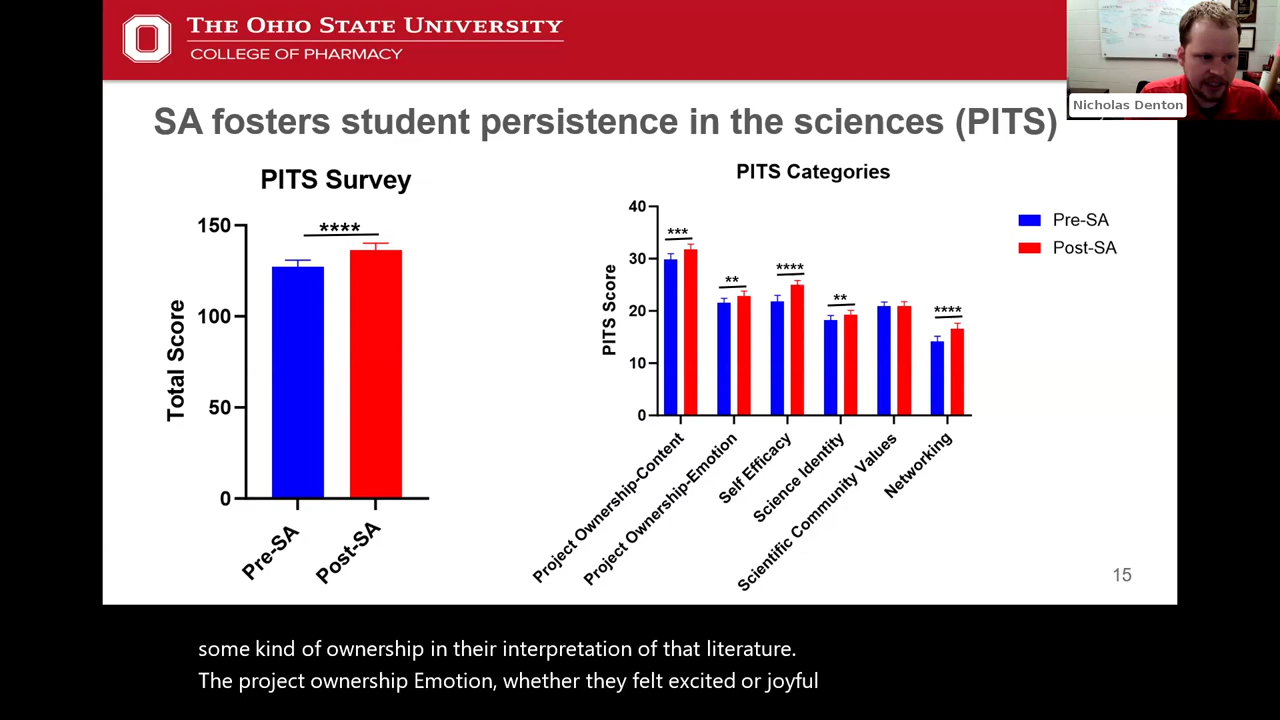 THE OHIO STATE UNIVERSITY
COLLEGE OF PHARMACY
Nicholas Denton
SA fosters student persistence in the sciences (PITS)
PITS Survey
150
100
50
0
Total Score
****
Pre-SA
Post-SA
PITS Categories
40
30
20
10
0
PITS Score
***
**
****
**
****
Project Ownership-Content
Project Ownership-Emotion
Self Efficacy
Science Identity
Scientific Community Values
Networking
Pre-SA
Post-SA
15
some kind of ownership in their interpretation of that literature.
The project ownership Emotion, whether they felt excited or joyful